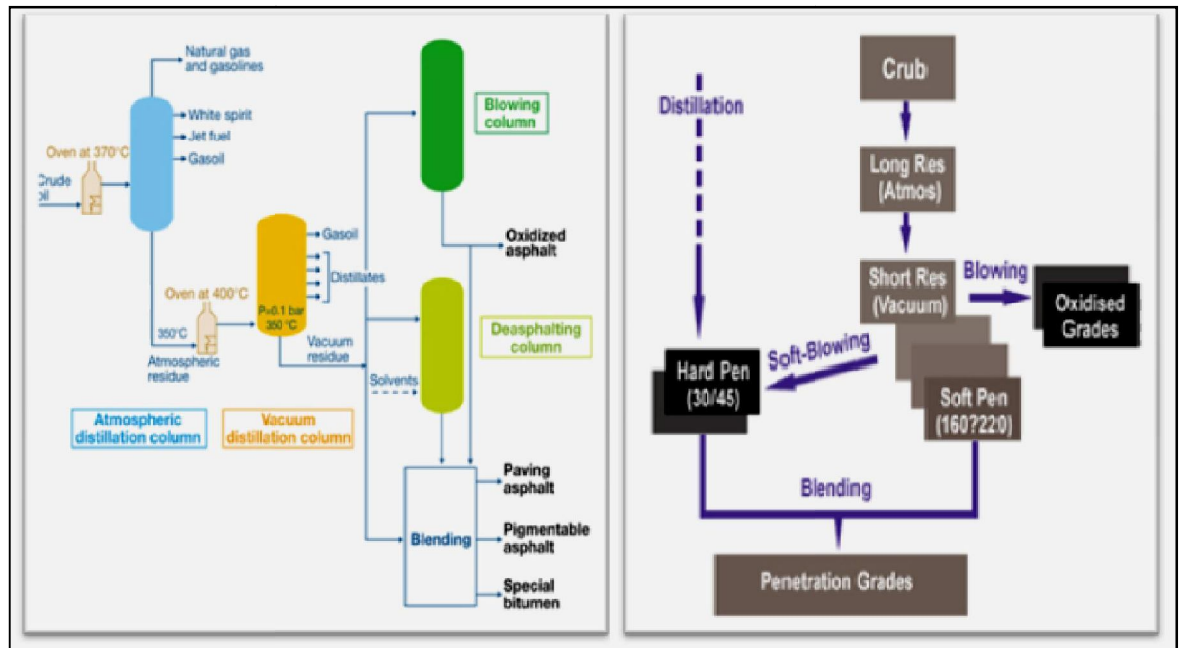 Natural gas
and gasolines
White spirit
Jet fuel
Gasoil
Oven at 370°C
Crude
oil
Oven at 400°C
350°C
Atmospheric
residue
Atmospheric
distillation column
Gasoil
Distillates
P=0.1 bar
350 °C
Vacuum
residue
Vacuum
distillation column
Blowing
column
Oxidized
asphalt
Deasphalting
column
Solvents
Blending
Paving
asphalt
Pigmentable
asphalt
Special
bitumen
Distillation
Crub
Long Res
(Atmos)
Short Res
(Vacuum)
Blowing
Oxidised
Grades
Soft-Blowing
Hard Pen
(30/45)
Soft Pen
(160?220)
Blending
Penetration Grades